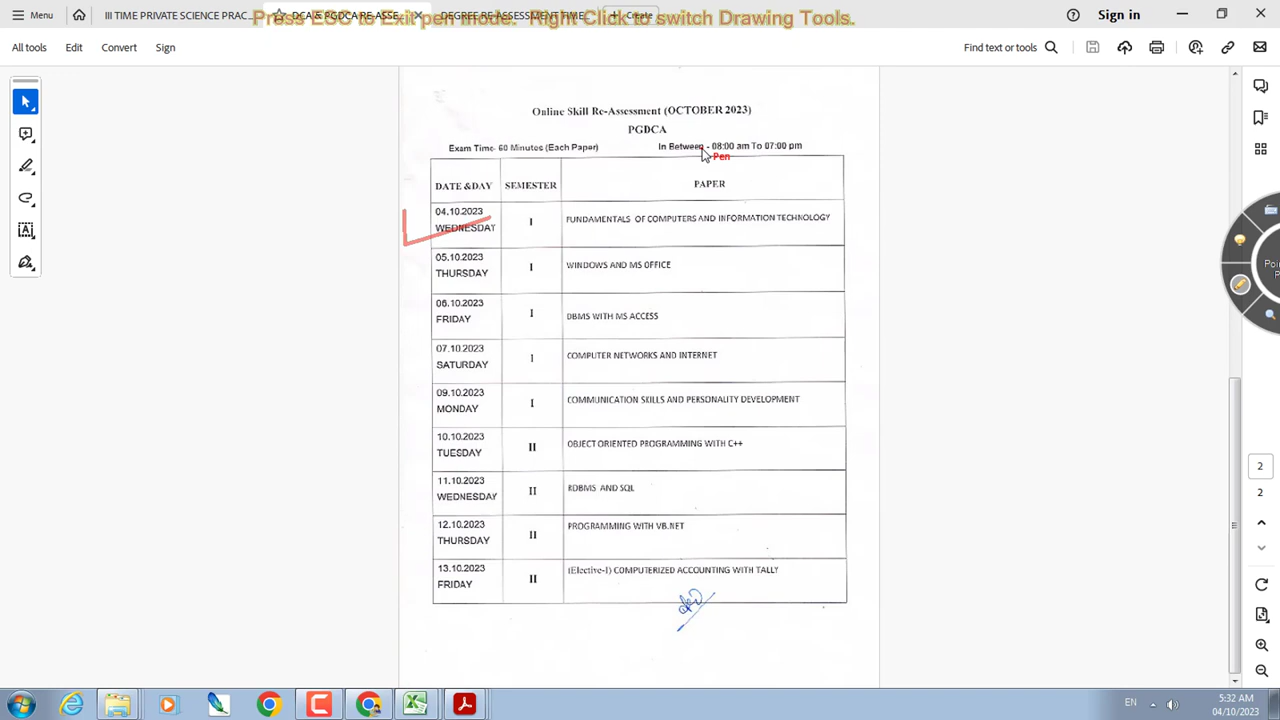 III TIME PRIVATE SCIENCE PRAC...
DCA & PGDCA RE-ASSE...
DEGREE RE-ASSESSMENT TIME...
Create
Sign in
Press ESC to Exit pen mode. Right Click to switch Drawing Tools.
Menu
All tools
Edit
Convert
Sign
Find text or tools
Online Skill Re-Assessment (OCTOBER 2023)
PGDCA
Exam Time- 60 Minutes (Each Paper)
In Between - 08:00 am To 07:00 pm
Pen
DATE &DAY SEMESTER PAPER
04.10.2023
WEDNESDAY I FUNDAMENTALS OF COMPUTERS AND INFORMATION TECHNOLOGY
05.10.2023
THURSDAY I WINDOWS AND MS OFFICE
06.10.2023
FRIDAY I DBMS WITH MS ACCESS
07.10.2023
SATURDAY I COMPUTER NETWORKS AND INTERNET
09.10.2023
MONDAY I COMMUNICATION SKILLS AND PERSONALITY DEVELOPMENT
10.10.2023
TUESDAY II OBJECT ORIENTED PROGRAMMING WITH C++
11.10.2023
WEDNESDAY II RDBMS AND SQL
12.10.2023
THURSDAY II PROGRAMMING WITH VB.NET
13.10.2023
FRIDAY II (Elective-I) COMPUTERIZED ACCOUNTING WITH TALLY
2
2
EN
5:32 AM
04/10/2023